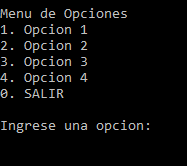 Menu de Opciones
1. Opcion 1
2. Opcion 2
3. Opcion 3
4. Opcion 4
0. SALIR
Ingrese una opcion: